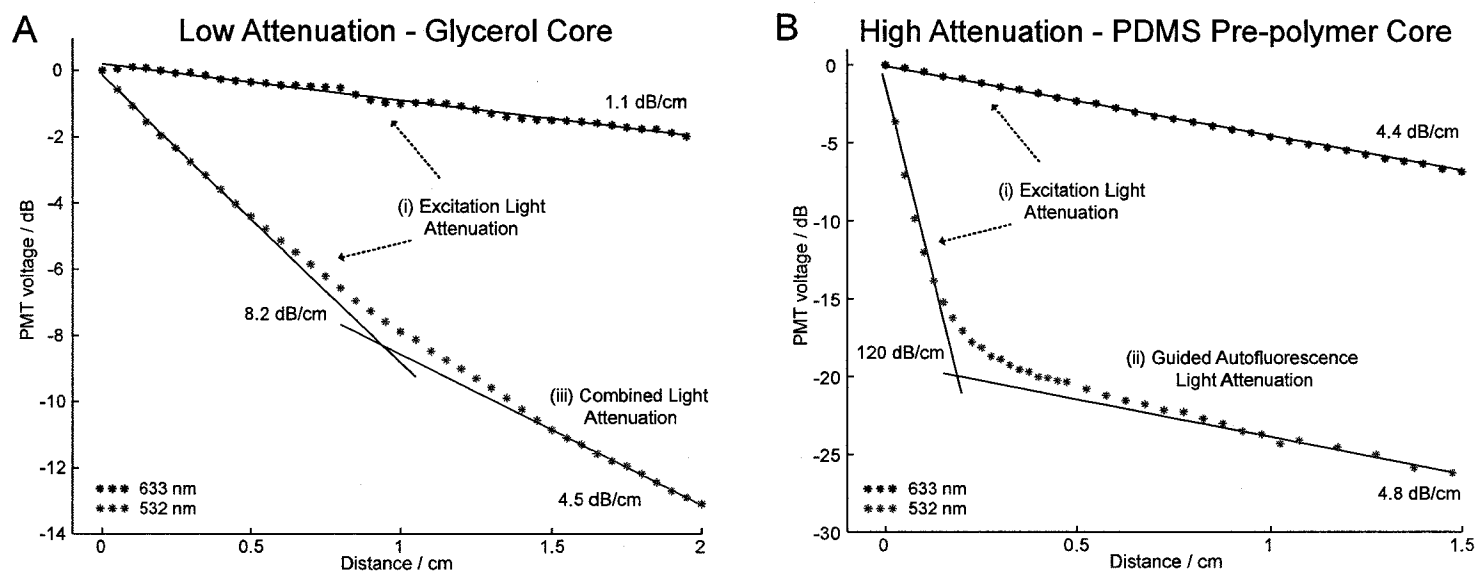 A
Low Attenuation - Glycerol Core
0
-2
-4
-6
-8
-10
-12
-14
PMT voltage / dB
1.1 dB/cm
(i) Excitation Light
Attenuation
8.2 dB/cm
(iii) Combined Light
Attenuation
4.5 dB/cm
633 nm
532 nm
0
0.5
1
1.5
2
Distance / cm
B
High Attenuation - PDMS Pre-polymer Core
0
-5
-10
-15
-20
-25
-30
PMT voltage / dB
4.4 dB/cm
(i) Excitation Light
Attenuation
120 dB/cm
(ii) Guided Autofluorescence
Light Attenuation
4.8 dB/cm
633 nm
532 nm
0
0.5
1
1.5
Distance / cm